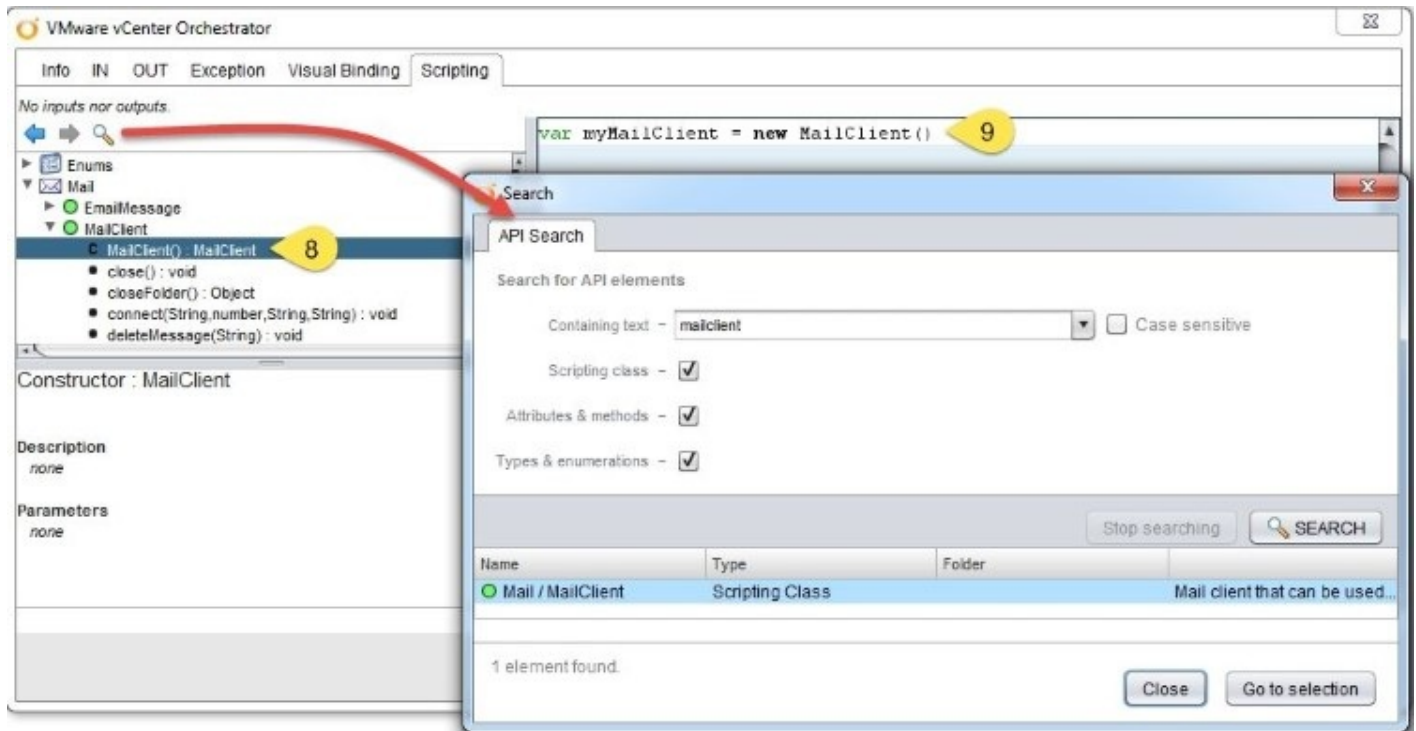 VMware vCenter Orchestrator
Info IN OUT Exception Visual Binding Scripting
No inputs nor outputs.
var myMailClient = new MailClient()
9
Enums
Mail
EmailMessage
MailClient
C MailClient() : MailClient
8
close() : void
closeFolder() : Object
connect(String,number,String,String) : void
deleteMessage(String) : void
Constructor : MailClient
Description
none
Parameters
none
Search
API Search
Search for API elements
Containing text – mailclient
Case sensitive
Scripting class –
Attributes & methods –
Types & enumerations –
Stop searching SEARCH
Name Type Folder
Mail / MailClient Scripting Class Mail client that can be used...
1 element found.
Close Go to selection